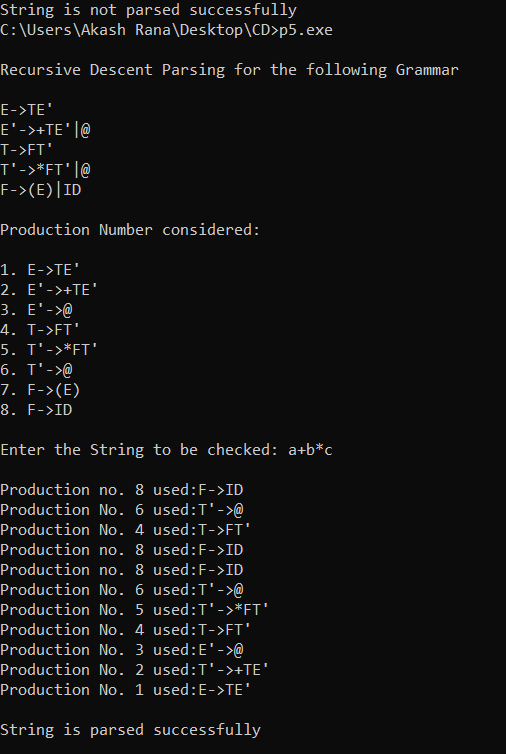 String is not parsed successfully
C:\Users\Akash Rana\Desktop\CD>p5.exe
Recursive Descent Parsing for the following Grammar
E->TE'
E'->+TE'|@
T->FT'
T'->*FT'|@
F->(E)|ID
Production Number considered:
1. E->TE'
2. E'->+TE'
3. E'->@
4. T->FT'
5. T'->*FT'
6. T'->@
7. F->(E)
8. F->ID
Enter the String to be checked: a+b*c
Production no. 8 used:F->ID
Production No. 6 used:T'->@
Production No. 4 used:T->FT'
Production no. 8 used:F->ID
Production no. 8 used:F->ID
Production No. 6 used:T'->@
Production No. 5 used:T'->*FT'
Production No. 4 used:T->FT'
Production No. 3 used:E'->@
Production No. 2 used:T'->+TE'
Production No. 1 used:E->TE'
String is parsed successfully